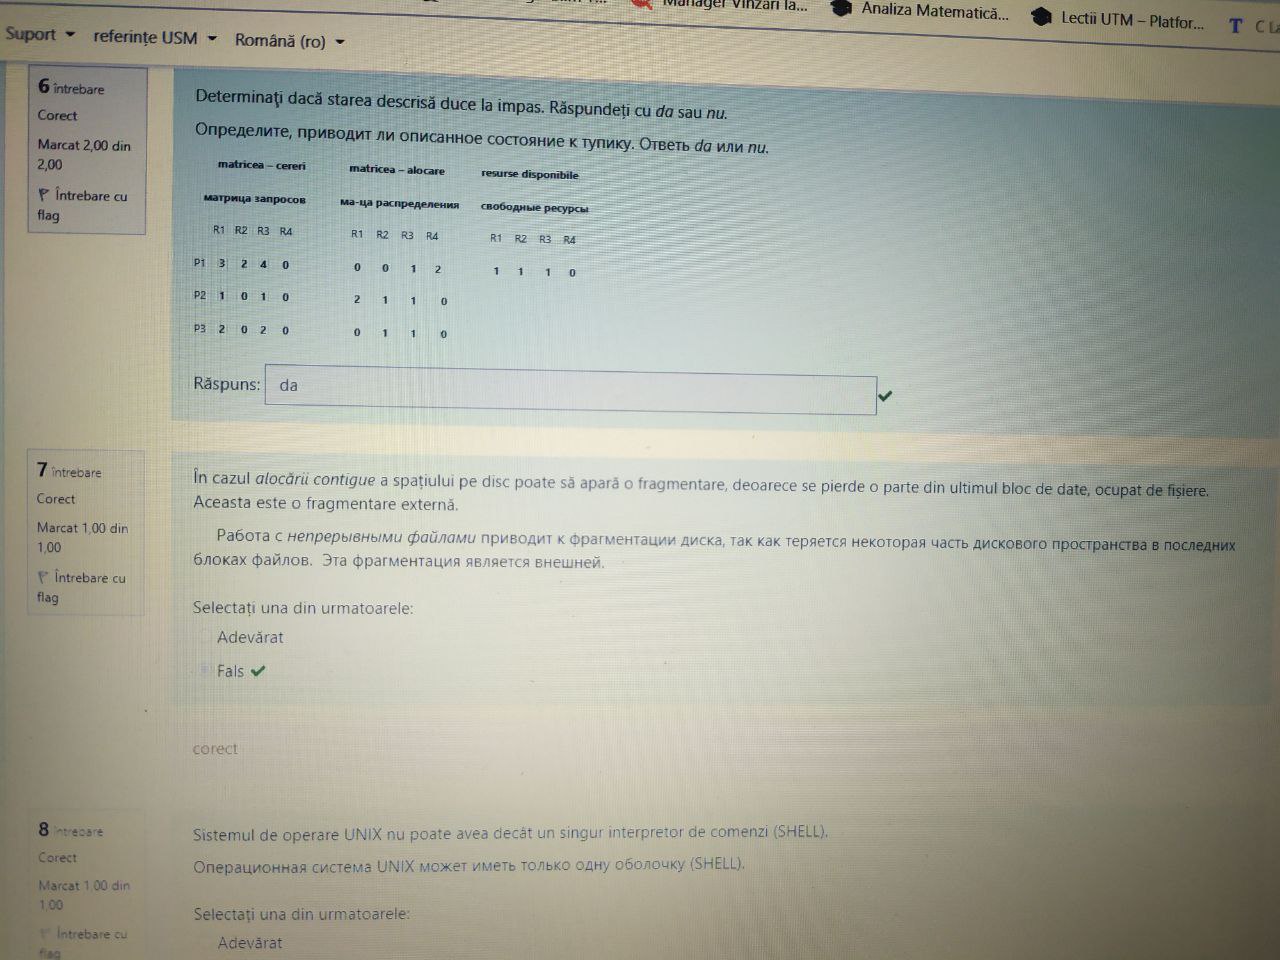 Manager Vînzări la...
Analiza Matematică...
Lectii UTM – Platfor...
T
Suport
referințe USM
Română (ro)
6 întrebare
Corect
Marcat 2,00 din
2,00
Întrebare cu
flag
Determinați dacă starea descrisă duce la impas. Răspundeți cu da sau nu.
Определите, приводит ли описанное состояние к тупику. Ответь da или nu.
matricea – cereri matricea – alocare resurse disponibile
матрица запросов ма-ца распределения свободные ресурсы
R1 R2 R3 R4 R1 R2 R3 R4 R1 R2 R3 R4
P1 3 2 4 0 0 0 1 2 1 1 1 0
P2 1 0 1 0 2 1 1 0
P3 2 0 2 0 0 1 1 0
Răspuns: da
7 întrebare
Corect
Marcat 1,00 din
1,00
Întrebare cu
flag
În cazul alocării contigue a spațiului pe disc poate să apară o fragmentare, deoarece se pierde o parte din ultimul bloc de date, ocupat de fișiere.
Aceasta este o fragmentare externă.
Работа с непрерывными файлами приводит к фрагментации диска, так как теряется некоторая часть дискового пространства в последних
блоках файлов. Эта фрагментация является внешней.
Selectați una din urmatoarele:
Adevărat
Fals
corect
8 întrebare
Corect
Marcat 1,00 din
1,00
Întrebare cu
flag
Sistemul de operare UNIX nu poate avea decât un singur interpretor de comenzi (SHELL).
Операционная система UNIX может иметь только одну оболочку (SHELL).
Selectați una din urmatoarele:
Adevărat